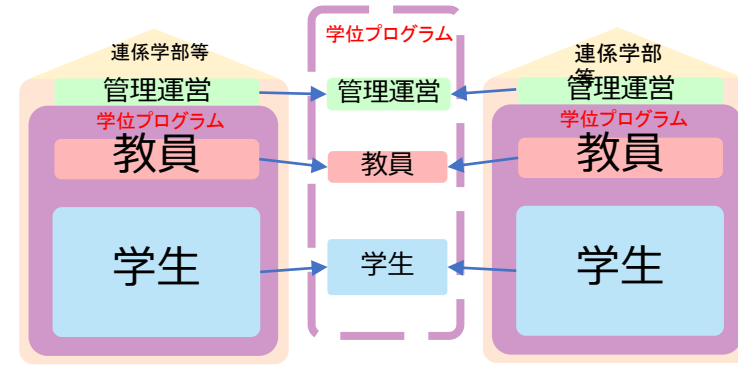 連係学部等
管理運営
学位プログラム
教員
学生
学位プログラム
管理運営
教員
学生
連係学部
等
管理運営
学位プログラム
教員
学生